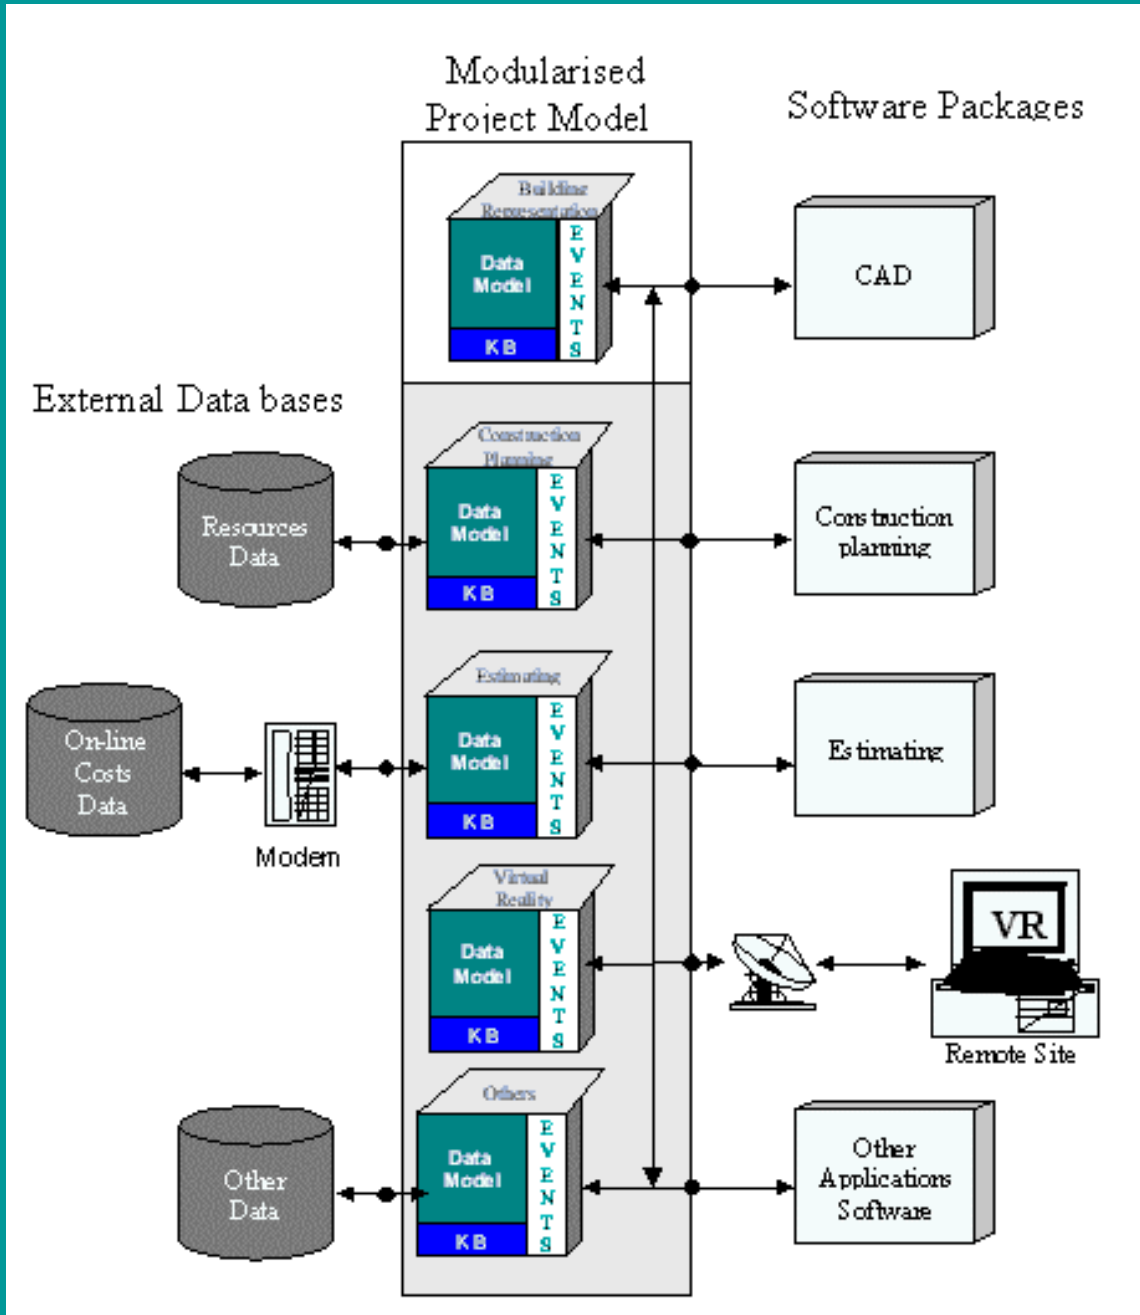 Modularised
Project Model
Software Packages
Building
Representation
Data
Model
KB
EVENTS
CAD
External Data bases
Construction
Planning
Data
Model
KB
EVENTS
Resources
Data
Construction
planning
Estimating
Data
Model
KB
EVENTS
On-line
Costs
Data
Modem
Estimating
Virtual
Reality
Data
Model
KB
EVENTS
VR
Remote Site
Others
Data
Model
KB
EVENTS
Other
Data
Other
Applications
Software